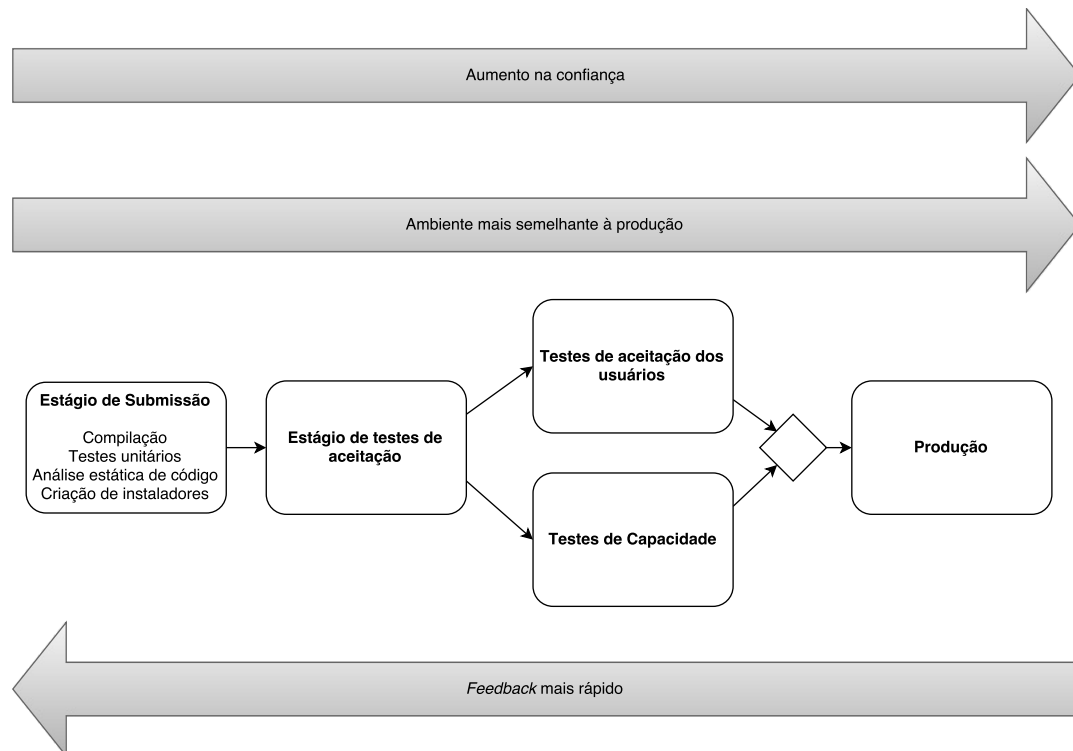 Aumento na confiança
Ambiente mais semelhante à produção
Estágio de Submissão
Compilação
Testes unitários
Análise estática de código
Criação de instaladores
Estágio de testes de
aceitação
Testes de aceitação dos
usuários
Testes de Capacidade
Produção
Feedback mais rápido